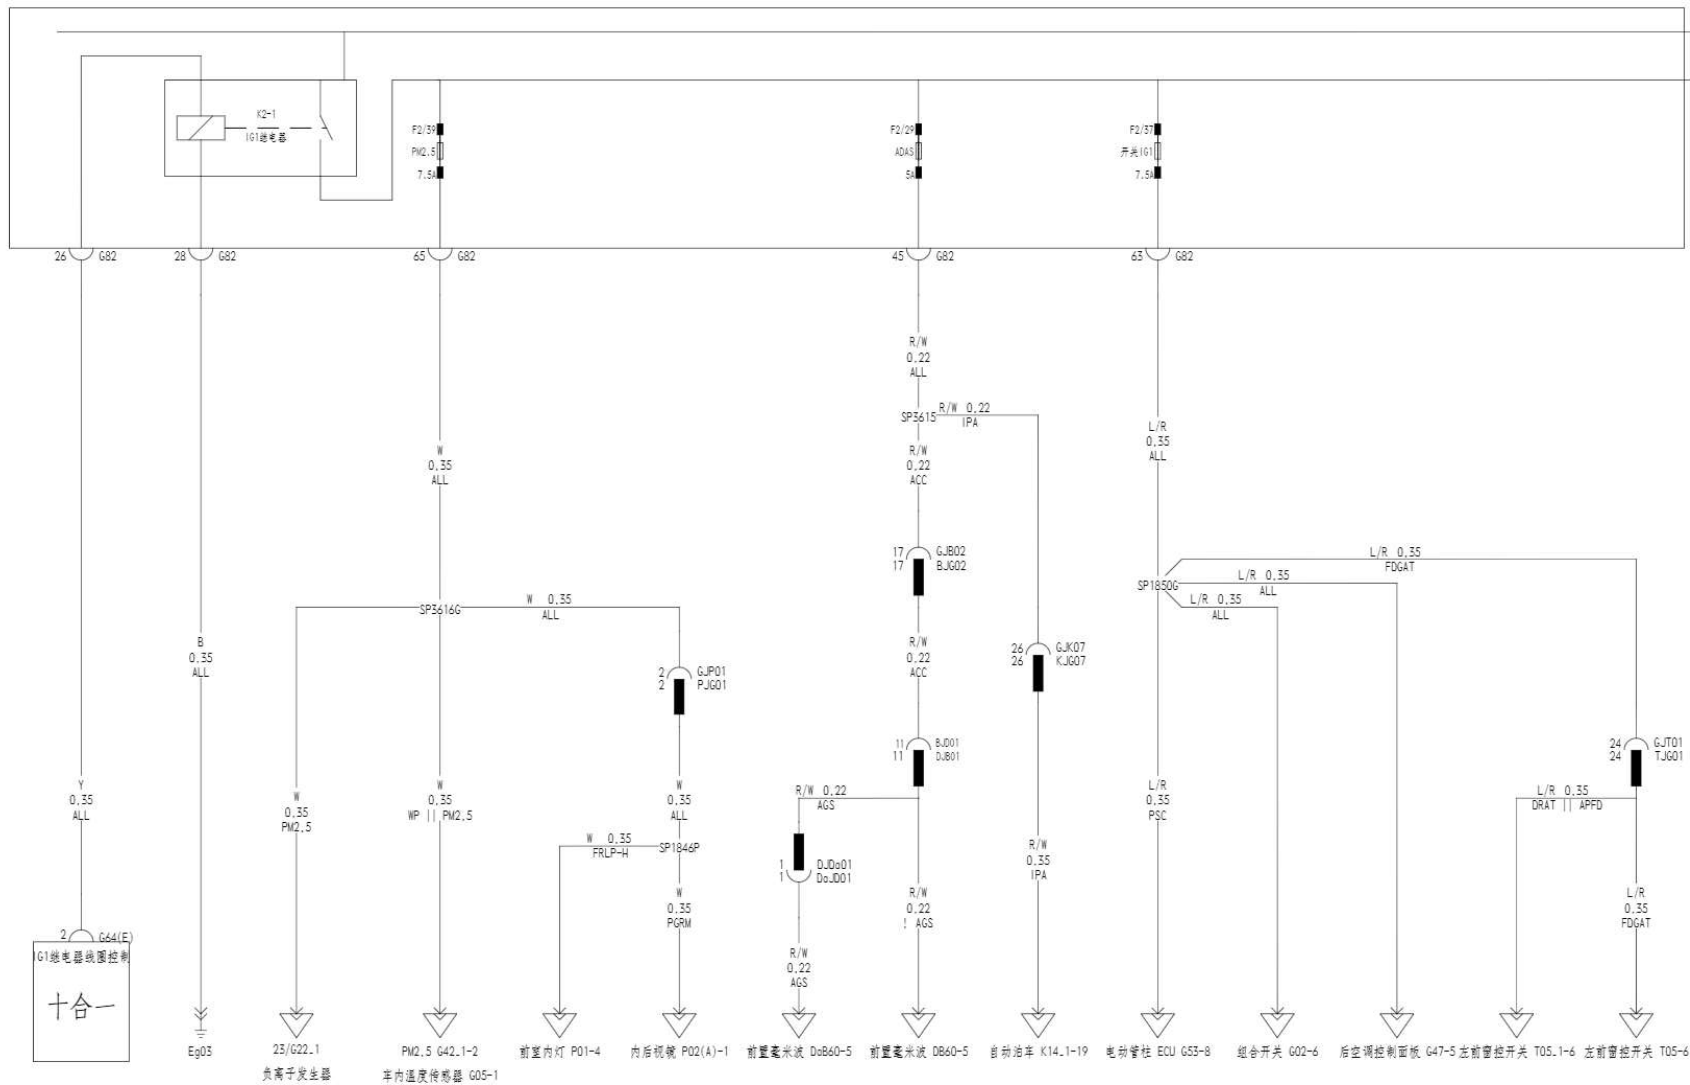 K2-1
IG1继电器
F2/39
PM2.5
7.5A
F2/29
ADAS
5A
F2/37
开关IG1
7.5A
26 G82
28 G82
65 G82
45 G82
63 G82
R/W
0.22
ALL
SP3615
R/W 0.22
IPA
W
0.35
ALL
R/W
0.22
ACC
L/R
0.35
ALL
17 GJB02
17 BJG02
L/R 0.35
FDGAT
SP1850G
L/R 0.35
ALL
L/R 0.35
ALL
SP3616G
W 0.35
ALL
B
0.35
ALL
R/W
0.22
ACC
26 GJK07
26 KJG07
2 GJP01
2 PJG01
11 BJD01
11 DJB01
24 GJT01
24 TJG01
Y
0.35
ALL
W
0.35
PM2.5
W
0.35
WP || PM2.5
W
0.35
ALL
R/W 0.22
AGS
L/R
0.35
PSC
L/R 0.35
DRAT || APFD
W 0.35
FRLP-H
SP1846P
1 DJDa01
1 DaJD01
R/W
0.35
IPA
W
0.35
PGRM
R/W
0.22
! AGS
L/R
0.35
FDGAT
2 G64(E)
IG1继电器线圈控制
十合一
R/W
0.22
AGS
Eg03
23/G22_1
负离子发生器
PM2.5 G42_1-2
车内温度传感器 G05-1
前室内灯 P01-4
内后视镜 P02(A)-1
前置毫米波 DaB60-5
前置毫米波 DB60-5
自动泊车 K14_1-19
电动管柱 ECU G53-8
组合开关 G02-6
后空调控制面板 G47-5
左前窗控开关 T05_1-6
左前窗控开关 T05-6